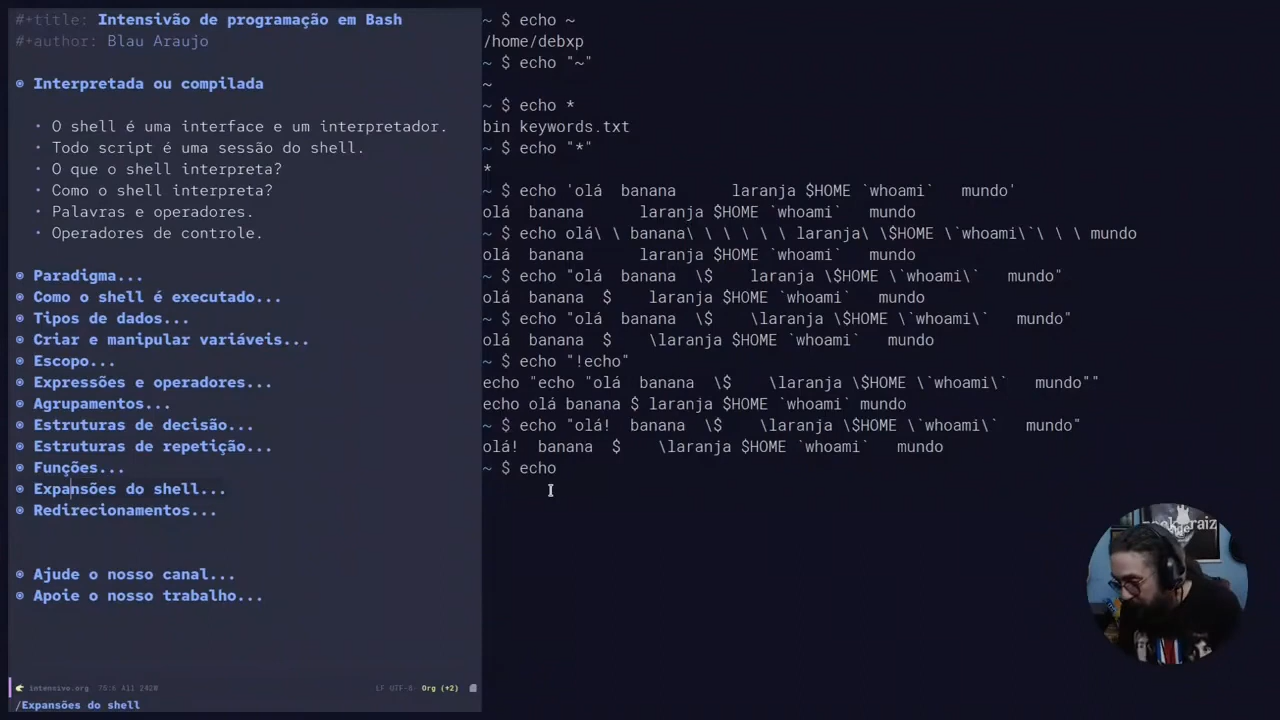 #+title: Intensivão de programação em Bash
#+author: Blau Araujo
Interpretada ou compilada
• O shell é uma interface e um interpretador.
• Todo script é uma sessão do shell.
• O que o shell interpreta?
• Como o shell interpreta?
• Palavras e operadores.
• Operadores de controle.
Paradigma...
Como o shell é executado...
Tipos de dados...
Criar e manipular variáveis...
Escopo...
Expressões e operadores...
Agrupamentos...
Estruturas de decisão...
Estruturas de repetição...
Funções...
Expansões do shell...
Redirecionamentos...
Ajude o nosso canal...
Apoie o nosso trabalho...
intensivo.org 75:6 All 2420
LF UTF-8 Org (+2)
/Expansões do shell
~ $ echo ~
/home/debxp
~ $ echo "~"
~
~ $ echo *
bin keywords.txt
~ $ echo "*"
*
~ $ echo 'olá  banana      laranja $HOME `whoami`   mundo'
olá  banana      laranja $HOME `whoami`   mundo
~ $ echo olá\ \ banana\ \ \ \ \ \ laranja\ \$HOME \`whoami\`\ \ \ mundo
olá  banana      laranja $HOME `whoami`   mundo
~ $ echo "olá  banana  \$    laranja \$HOME \`whoami\`   mundo"
olá  banana  $    laranja $HOME `whoami`   mundo
~ $ echo "olá  banana  \$    \laranja \$HOME \`whoami\`   mundo"
olá  banana  $    \laranja $HOME `whoami`   mundo
~ $ echo "!echo"
echo "echo "olá  banana  \$    \laranja \$HOME \`whoami\`   mundo""
echo olá banana $ laranja $HOME `whoami` mundo
~ $ echo "olá!  banana  \$    \laranja \$HOME \`whoami\`   mundo"
olá!  banana  $    \laranja $HOME `whoami`   mundo
~ $ echo